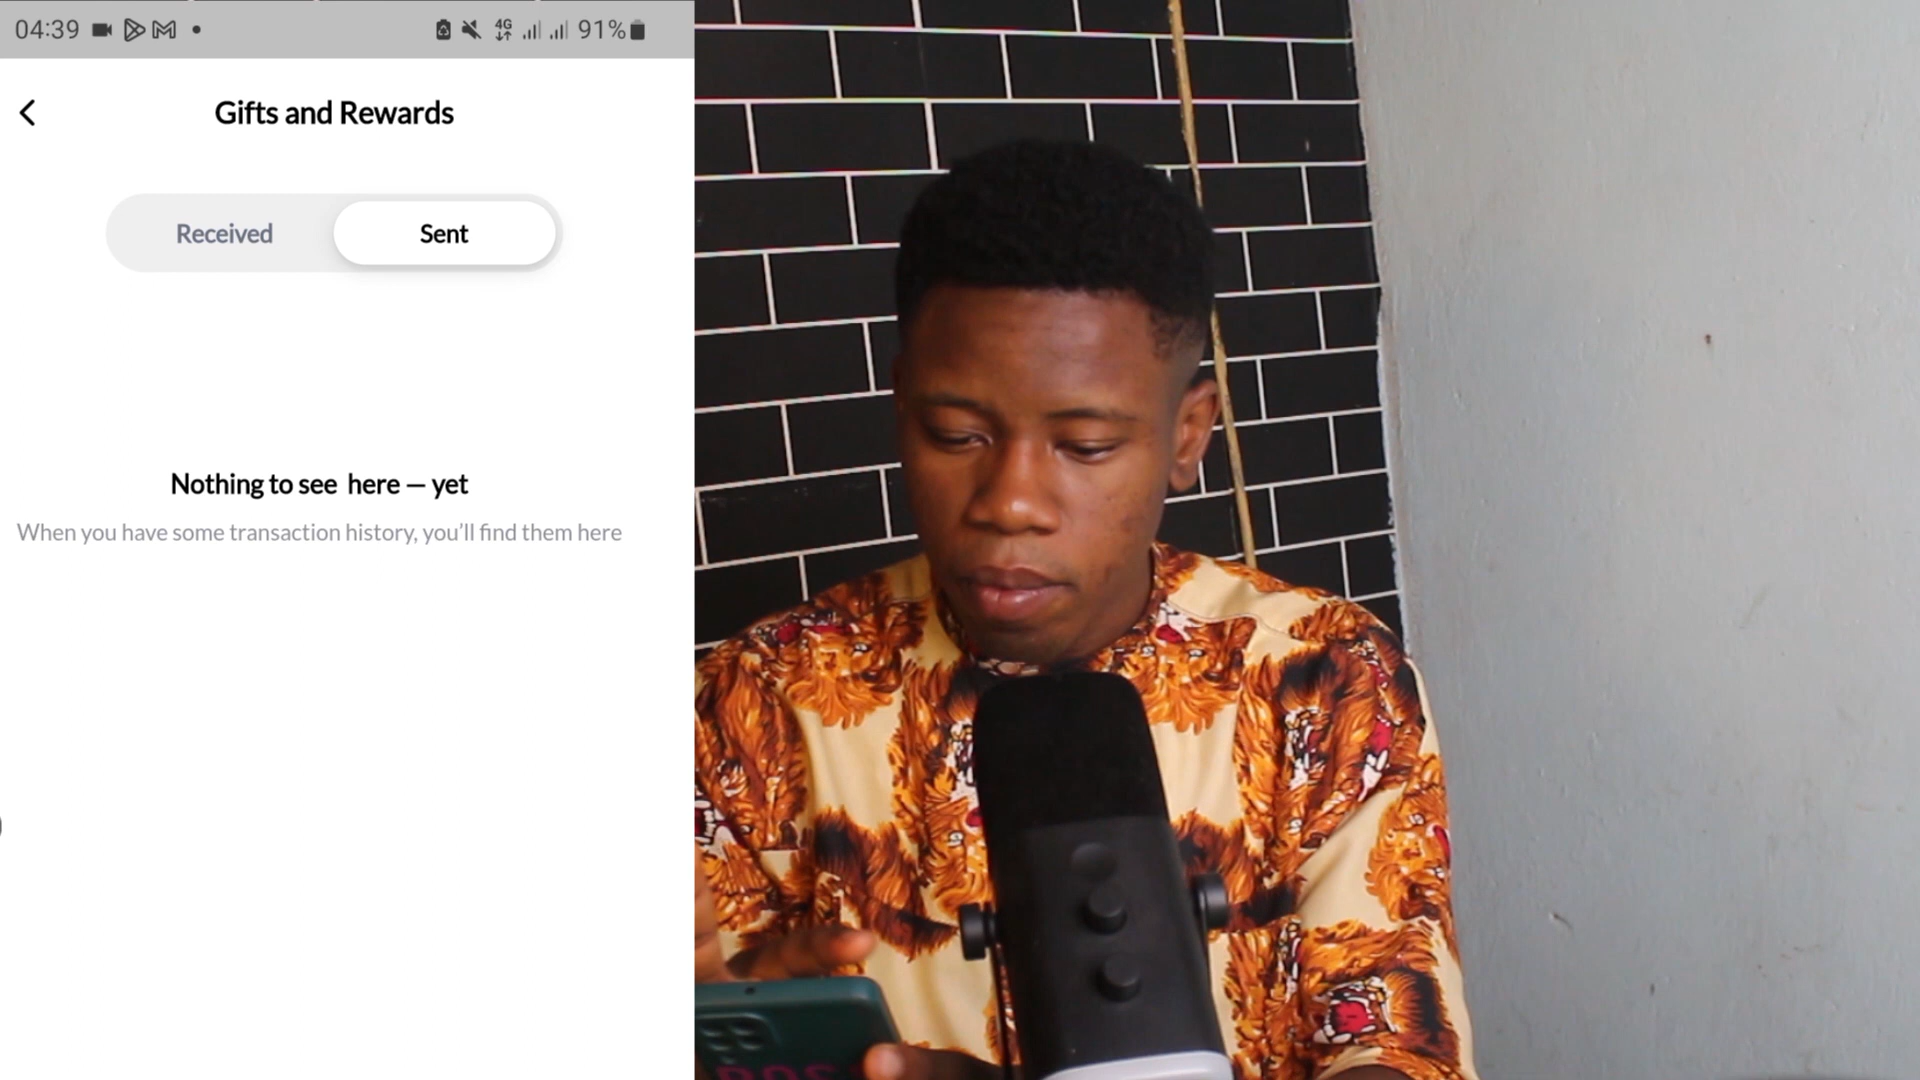 04:39 4G 91%
Gifts and Rewards
Received Sent
Nothing to see here – yet
When you have some transaction history, you'll find them here